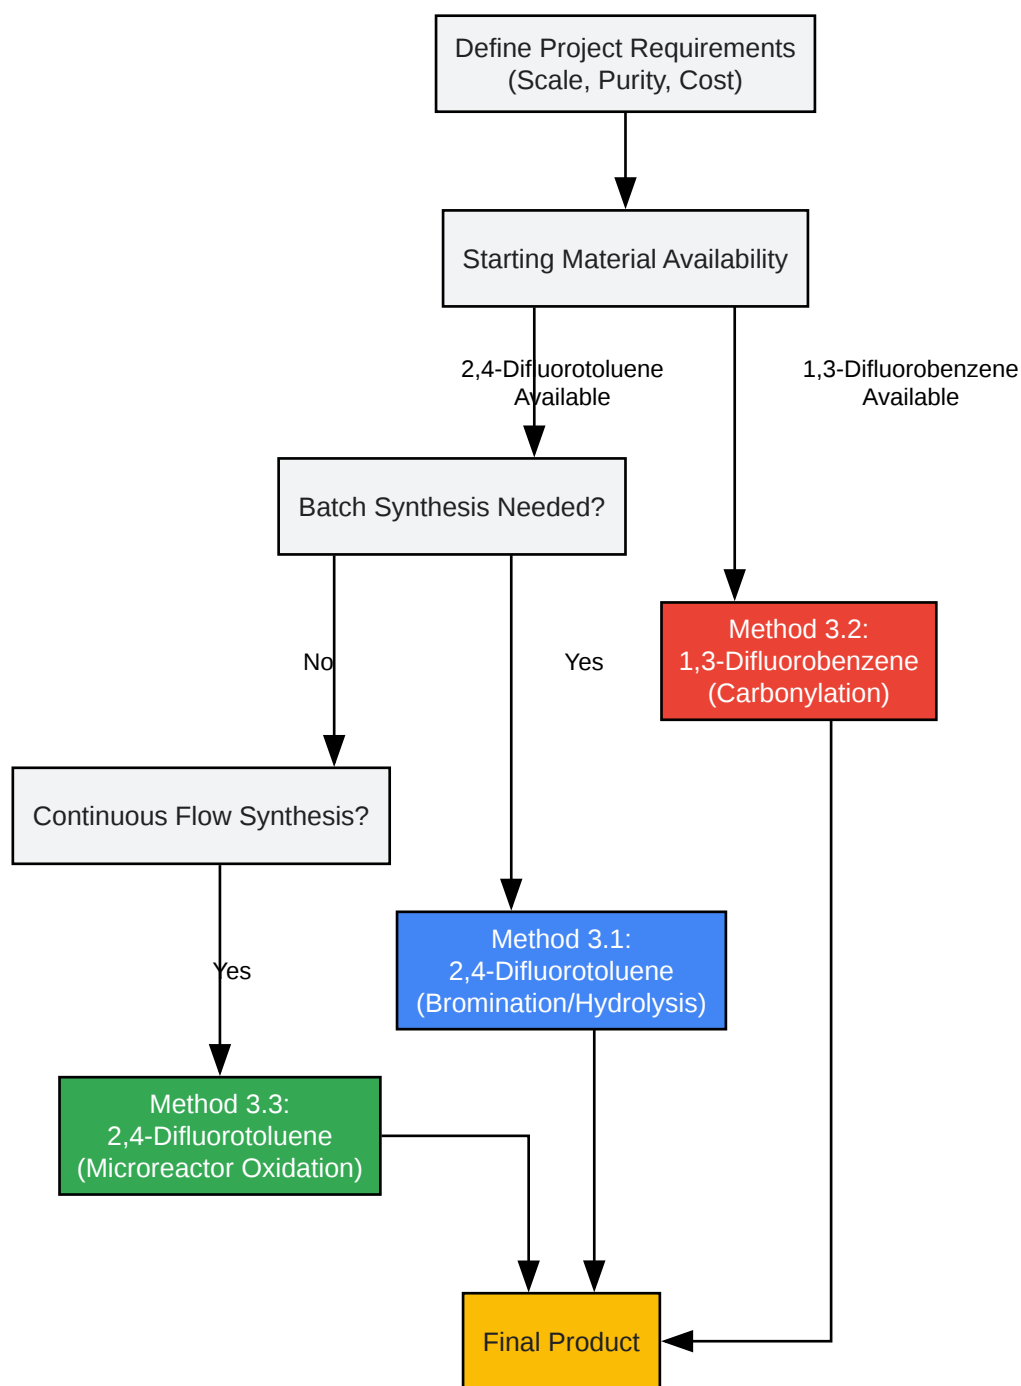 Define Project Requirements
(Scale, Purity, Cost)
Starting Material Availability
2,4-Difluorotoluene
Available
1,3-Difluorobenzene
Available
Batch Synthesis Needed?
Method 3.2:
1,3-Difluorobenzene
(Carbonylation)
No
Yes
Continuous Flow Synthesis?
Method 3.1:
2,4-Difluorotoluene
(Bromination/Hydrolysis)
Yes
Method 3.3:
2,4-Difluorotoluene
(Microreactor Oxidation)
Final Product